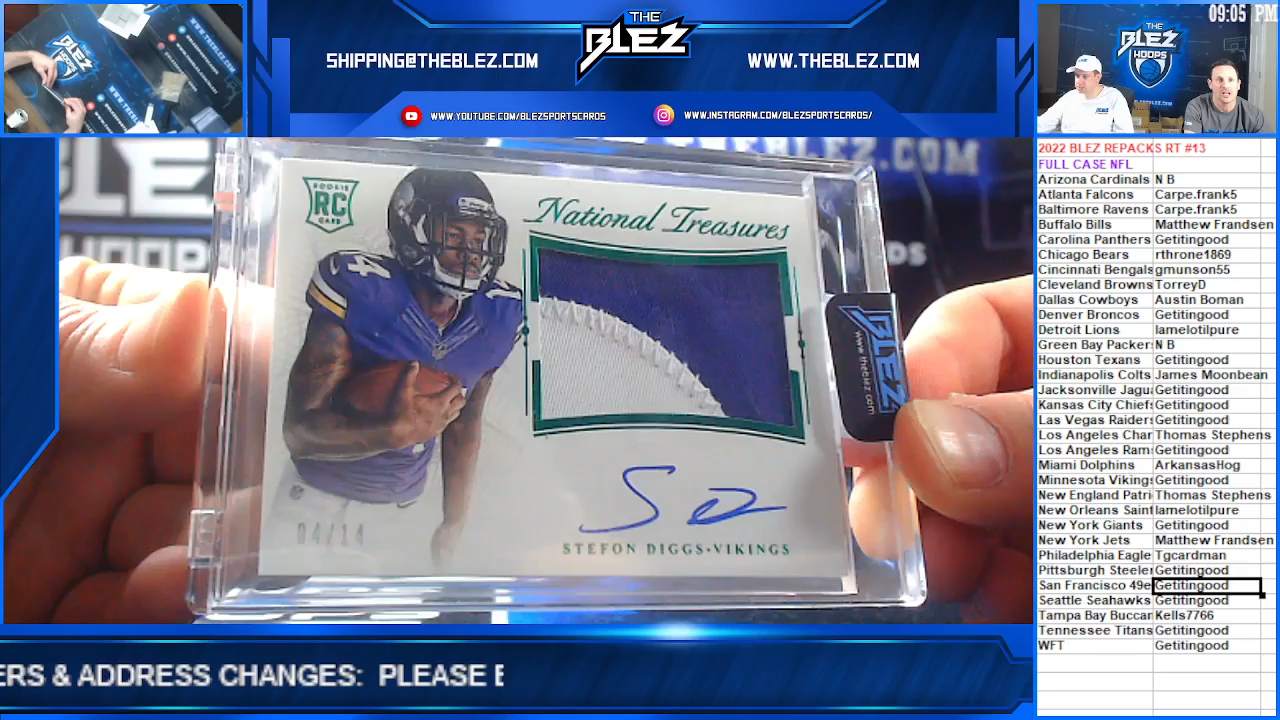 THE
BLEZ
SHIPPING@THEBLEZ.COM
WWW.THEBLEZ.COM
WWW.YOUTUBE.COM/BLEZSPORTSCARDS
WWW.INSTAGRAM.COM/BLEZSPORTSCARDS/
09:05 PM
THE
BLEZ
HOOPS
2022 BLEZ REPACKS RT #13
FULL CASE NFL
Arizona Cardinals N B
Atlanta Falcons Carpe.frank5
Baltimore Ravens Carpe.frank5
Buffalo Bills Matthew Frandsen
Carolina Panthers Getitingood
Chicago Bears rthrone1869
Cincinnati Bengals gmunson55
Cleveland Browns TorreyD
Dallas Cowboys Austin Boman
Denver Broncos Getitingood
Detroit Lions lamelotilpure
Green Bay Packers N B
Houston Texans Getitingood
Indianapolis Colts James Moonbean
Jacksonville Jagua Getitingood
Kansas City Chiefs Getitingood
Las Vegas Raiders Getitingood
Los Angeles Char Thomas Stephens
Los Angeles Rams Getitingood
Miami Dolphins ArkansasHog
Minnesota Vikings Getitingood
New England Patri Thomas Stephens
New Orleans Saint lamelotilpure
New York Giants Getitingood
New York Jets Matthew Frandsen
Philadelphia Eagle Tgcardman
Pittsburgh Steeler Getitingood
San Francisco 49e Getitingood
Seattle Seahawks Getitingood
Tampa Bay Buccan Kells7766
Tennessee Titans Getitingood
WFT Getitingood
ROOKIE
RC
CARD
National Treasures
14
BLEZ
www.theblez.com
04/14
STEFON DIGGS•VIKINGS
ERS & ADDRESS CHANGES: PLEASE E